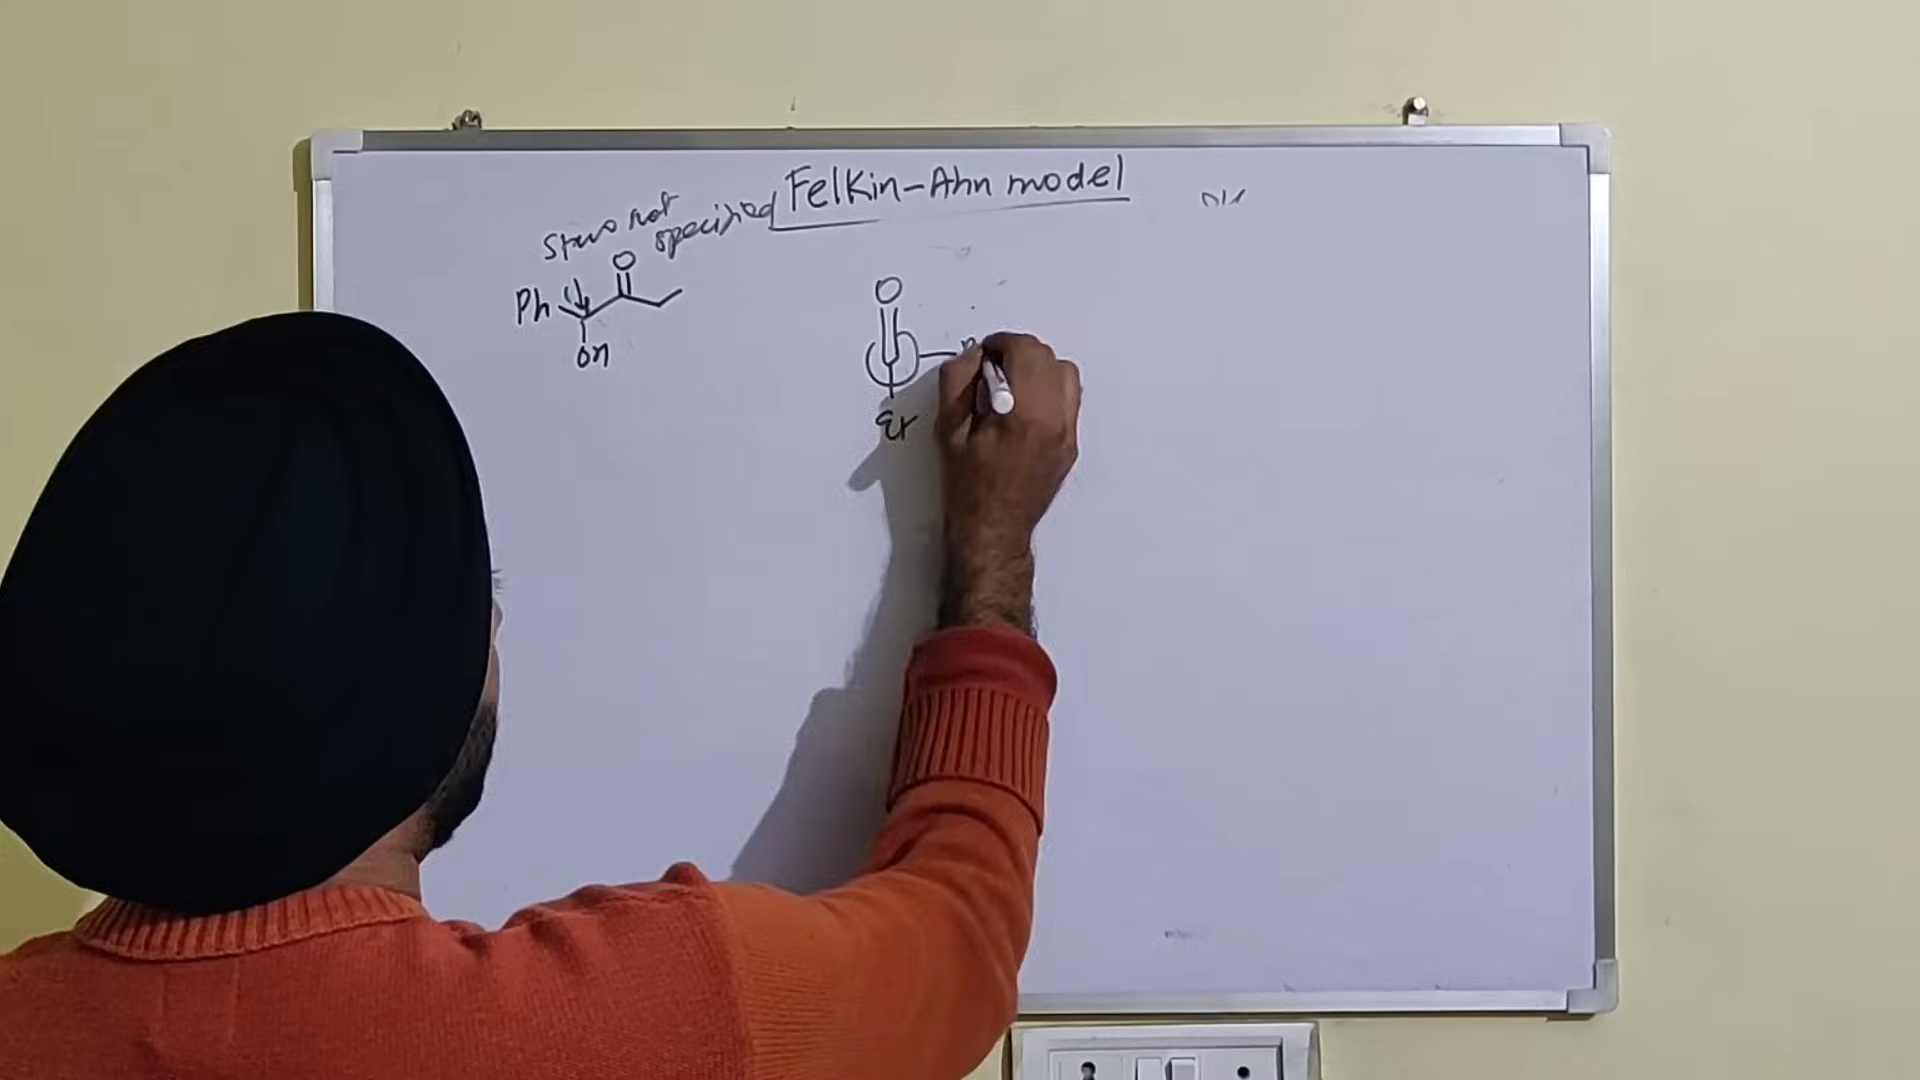 Felkin-Ahn model
Stereo not
specified
O
Ph
OH
O
Et